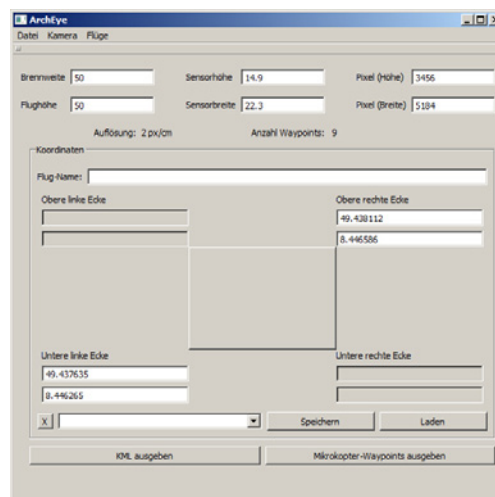 ArchEye
Datei Kamera Flüge
Brennweite 50 Sensorhöhe 14.9 Pixel (Höhe) 3456
Flughöhe 50 Sensorbreite 22.3 Pixel (Breite) 5184
Auflösung: 2 px/cm Anzahl Waypoints: 9
Koordinaten
Flug-Name:
Obere linke Ecke Obere rechte Ecke
49.438112
8.446586
Untere linke Ecke Untere rechte Ecke
49.437635
8.446265
X Speichern Laden
KML ausgeben Mikrokopter-Waypoints ausgeben